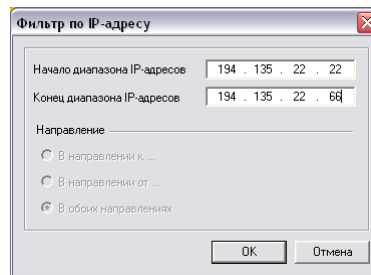 Фильтр по IP-адресу
Начало диапазона IP-адресов 194 . 135 . 22 . 22
Конец диапазона IP-адресов 194 . 135 . 22 . 66
Направление
В направлении к ...
В направлении от ...
В обоих направлениях
OK Отмена